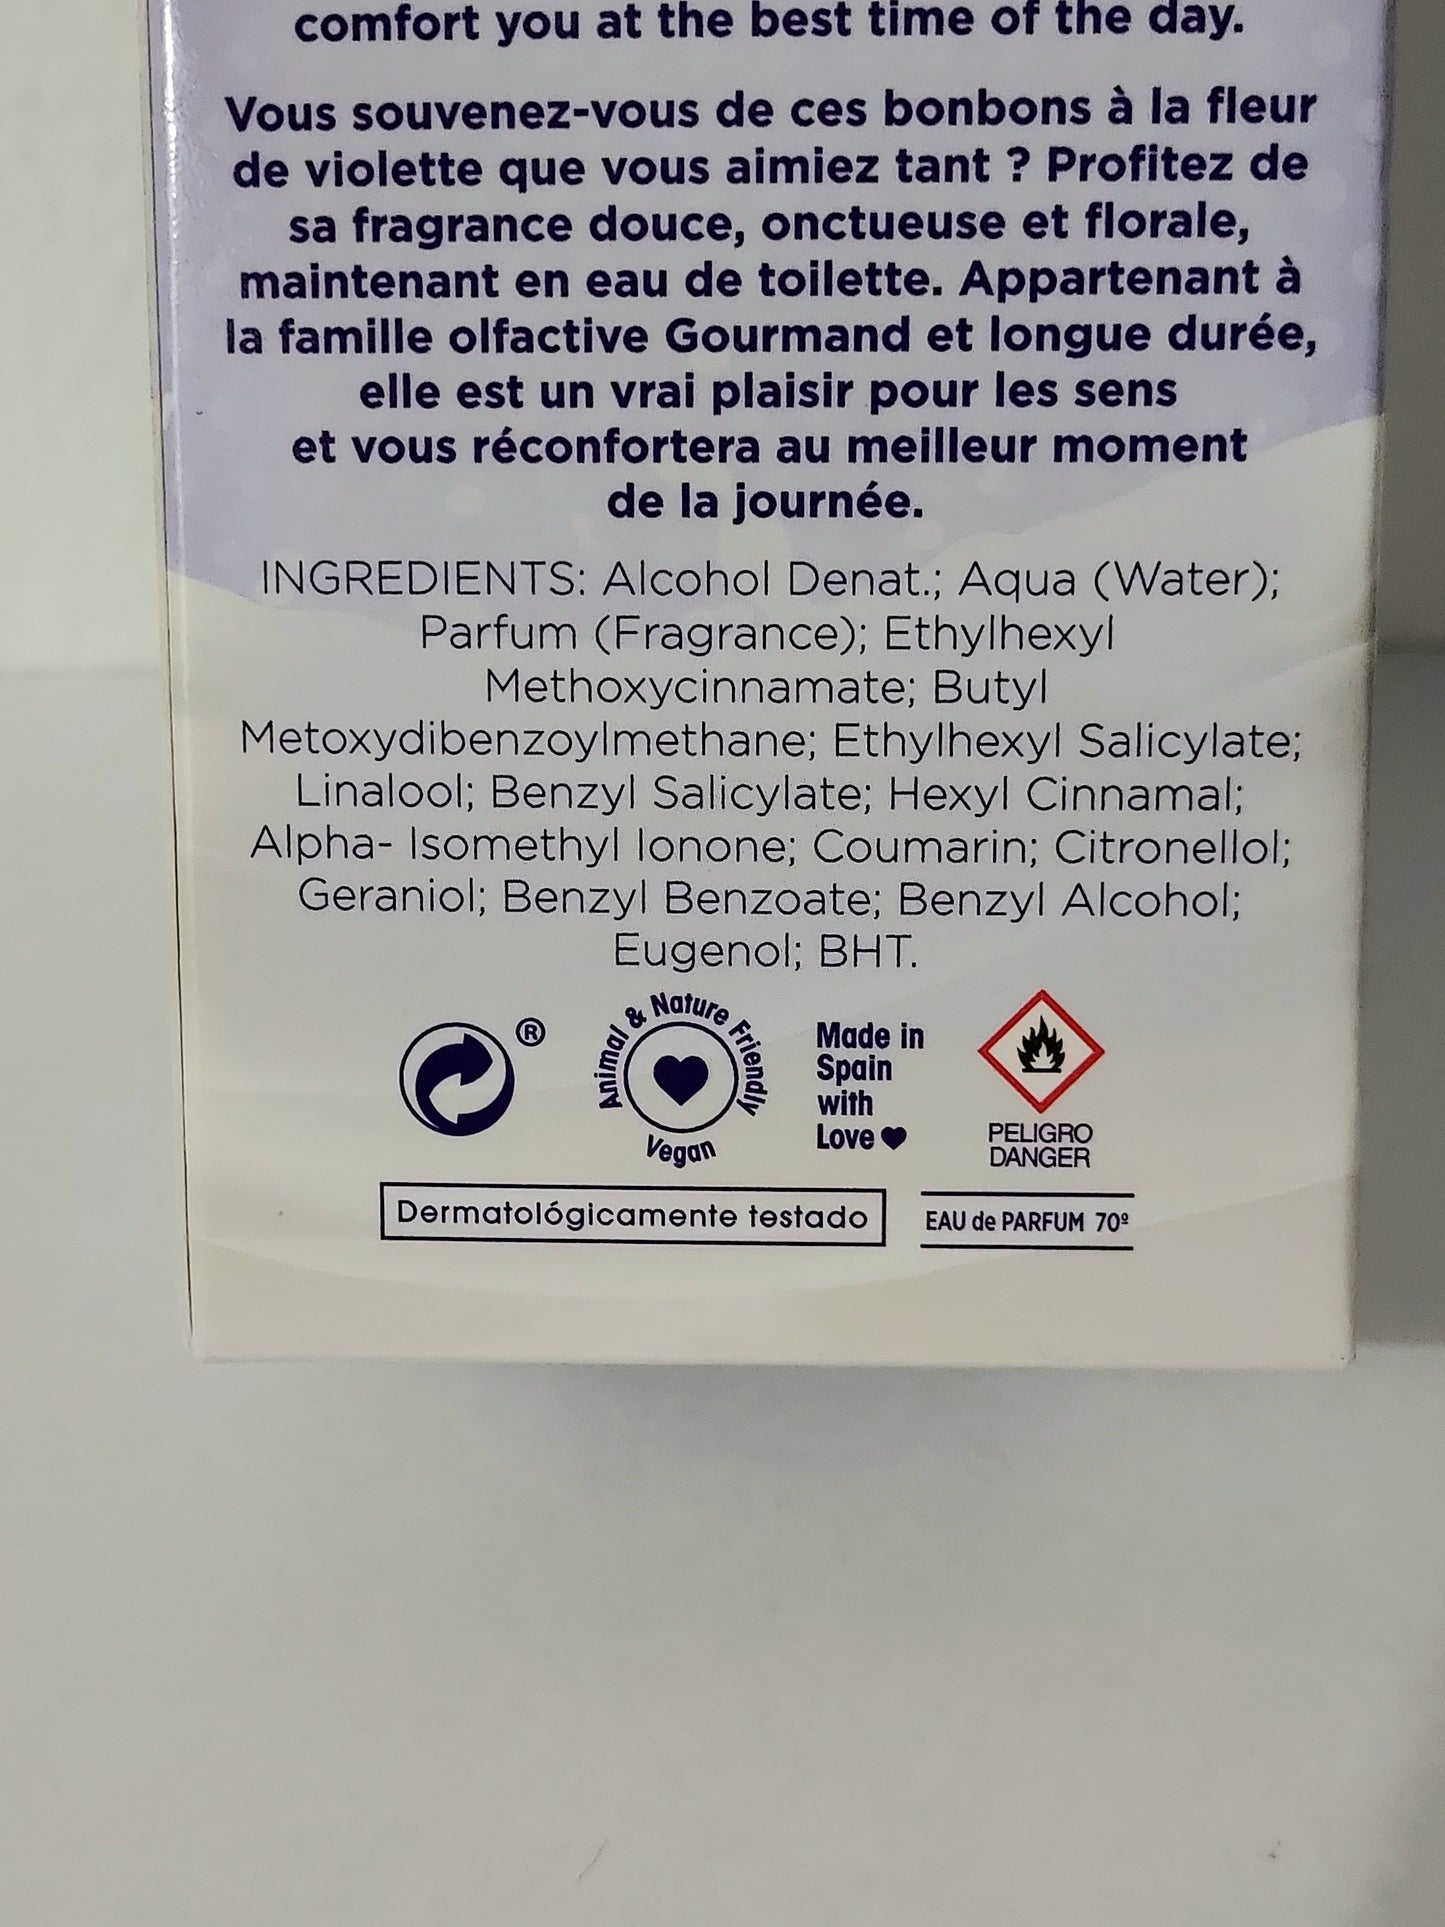 comfort you at the best time of the day.
Vous souvenez-vous de ces bonbons à la fleur
de violette que vous aimiez tant ? Profitez de
sa fragrance douce, onctueuse et florale,
maintenant en eau de toilette. Appartenant à
la famille olfactive Gourmand et longue durée,
elle est un vrai plaisir pour les sens
et vous réconfortera au meilleur moment
de la journée.
INGREDIENTS: Alcohol Denat.; Aqua (Water);
Parfum (Fragrance); Ethylhexyl
Methoxycinnamate; Butyl
Metoxydibenzoylmethane; Ethylhexyl Salicylate;
Linalool; Benzyl Salicylate; Hexyl Cinnamal;
Alpha- Isomethyl Ionone; Coumarin; Citronellol;
Geraniol; Benzyl Benzoate; Benzyl Alcohol;
Eugenol; BHT.
®
Animal & Nature Friendly
Vegan
Made in
Spain
with
Love
PELIGRO
DANGER
Dermatológicamente testado
EAU de PARFUM 70º